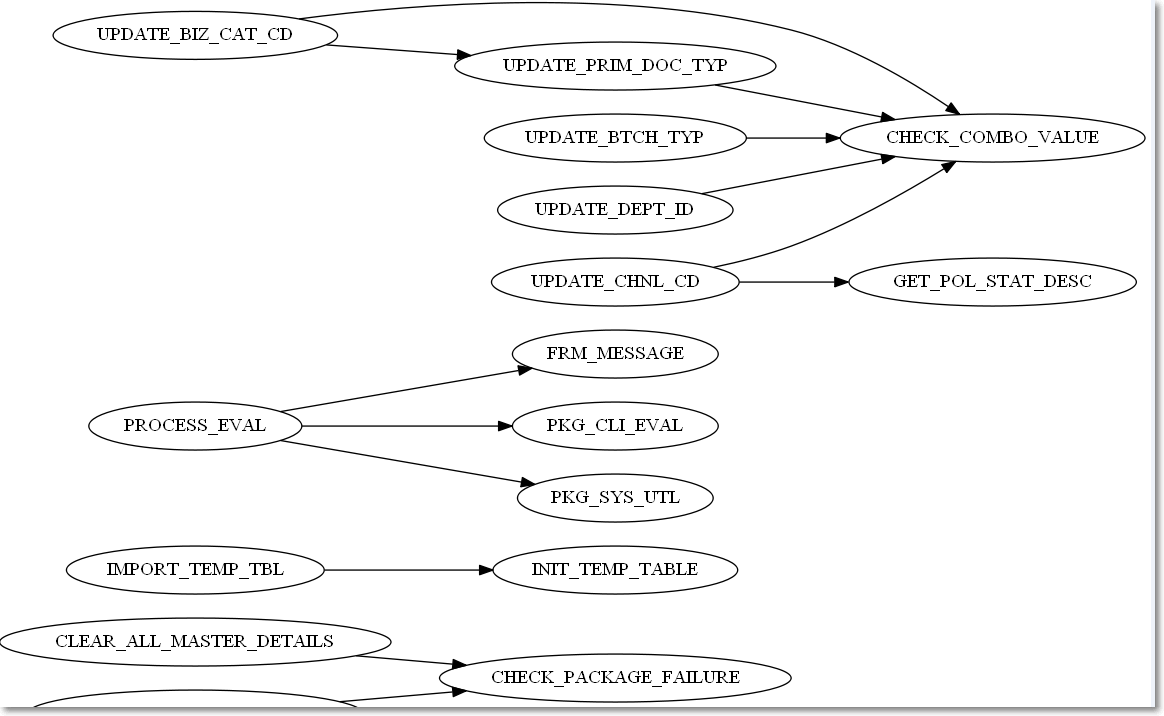 UPDATE_BIZ_CAT_CD
UPDATE_PRIM_DOC_TYP
UPDATE_BTCH_TYP
CHECK_COMBO_VALUE
UPDATE_DEPT_ID
UPDATE_CHNL_CD
GET_POL_STAT_DESC
FRM_MESSAGE
PROCESS_EVAL
PKG_CLI_EVAL
PKG_SYS_UTL
IMPORT_TEMP_TBL
INIT_TEMP_TABLE
CLEAR_ALL_MASTER_DETAILS
CHECK_PACKAGE_FAILURE